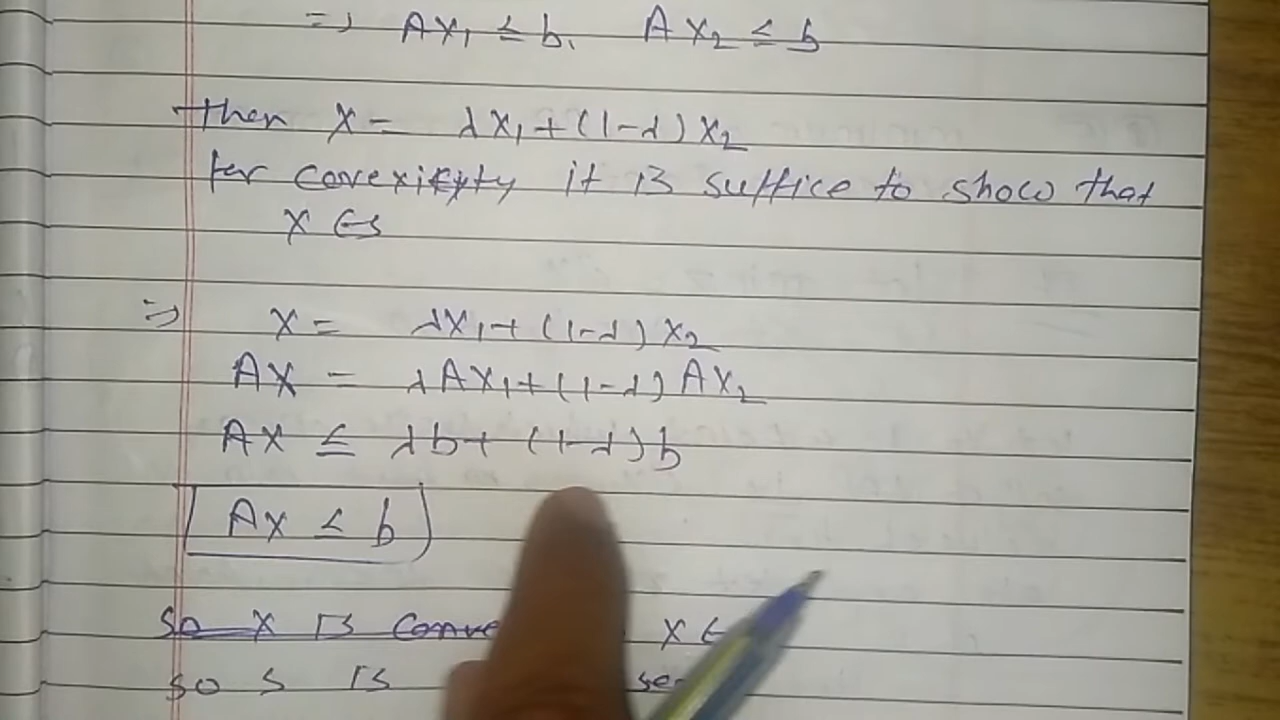 => AX₁ ≤ b, AX₂ ≤ b
then X = λX₁ + (1-λ) X₂
for convexity it is suffice to show that
X ∈ S
=> X = λX₁ + (1-λ) X₂
AX = λAX₁ + (1-λ) AX₂
AX ≤ λb + (1-λ)b
AX ≤ b
So X is X ∈
So S is